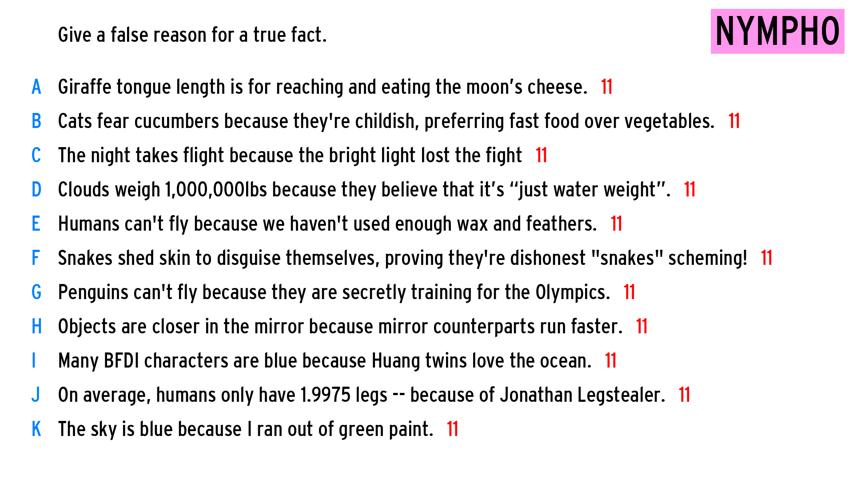 Give a false reason for a true fact.
NYMPHO
A Giraffe tongue length is for reaching and eating the moon's cheese. 11
B Cats fear cucumbers because they're childish, preferring fast food over vegetables. 11
C The night takes flight because the bright light lost the fight 11
D Clouds weigh 1,000,000lbs because they believe that it’s “just water weight”. 11
E Humans can't fly because we haven't used enough wax and feathers. 11
F Snakes shed skin to disguise themselves, proving they're dishonest "snakes" scheming! 11
G Penguins can't fly because they are secretly training for the Olympics. 11
H Objects are closer in the mirror because mirror counterparts run faster. 11
I Many BFDI characters are blue because Huang twins love the ocean. 11
J On average, humans only have 1.9975 legs -- because of Jonathan Legstealer. 11
K The sky is blue because I ran out of green paint. 11